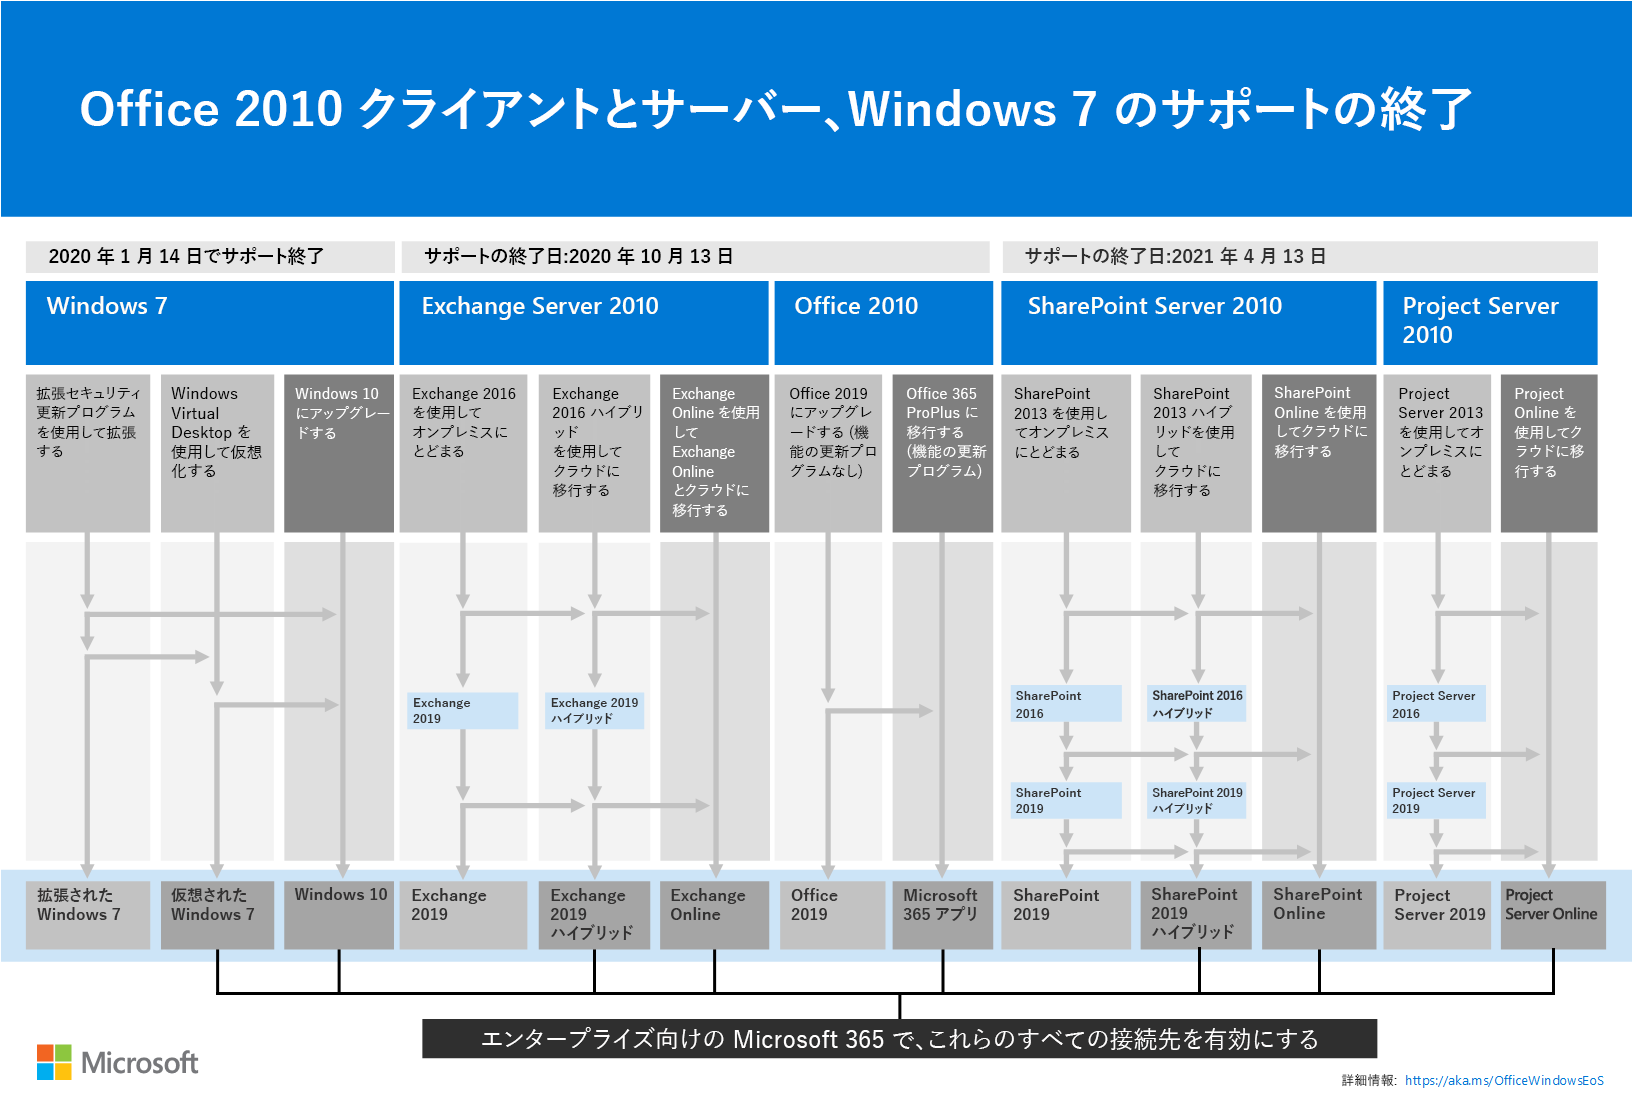 Office 2010 クライアントとサーバー、Windows 7 のサポートの終了
2020 年 1 月 14 日でサポート終了
サポートの終了日:2020 年 10 月 13 日
サポートの終了日:2021 年 4 月 13 日
Windows 7
Exchange Server 2010
Office 2010
SharePoint Server 2010
Project Server
2010
拡張セキュリティ
更新プログラム
を使用して拡張
する
Windows
Virtual
Desktop を
使用して仮想
化する
Windows 10
にアップグレー
ドする
Exchange 2016
を使用して
オンプレミスに
とどまる
Exchange
2016 ハイブリ
ッド
を使用して
クラウドに
移行する
Exchange
Online を使用
して
Exchange
Online
とクラウドに
移行する
Office 2019
にアップグレ
ードする (機
能の更新プロ
グラムなし)
Office 365
ProPlus に
移行する
(機能の更新
プログラム)
SharePoint
2013 を使用し
てオンプレミス
にとどまる
SharePoint
2013 ハイブ
リッドを使用
して
クラウドに
移行する
SharePoint
Online を使用
してクラウドに
移行する
Project
Server 2013
を使用してオ
ンプレミスに
とどまる
Project
Online を
使用してク
ラウドに移
行する
Exchange
2019
Exchange 2019
ハイブリッド
SharePoint
2016
SharePoint 2016
ハイブリッド
Project Server
2016
SharePoint
2019
SharePoint 2019
ハイブリッド
Project Server
2019
拡張された
Windows 7
仮想された
Windows 7
Windows 10
Exchange
2019
Exchange
2019
ハイブリッド
Exchange
Online
Office
2019
Microsoft
365 アプリ
SharePoint
2019
SharePoint
2019
ハイブリッド
SharePoint
Online
Project
Server 2019
Project
Server Online
エンタープライズ向けの Microsoft 365 で、これらのすべての接続先を有効にする
Microsoft
詳細情報: https://aka.ms/OfficeWindowsEoS